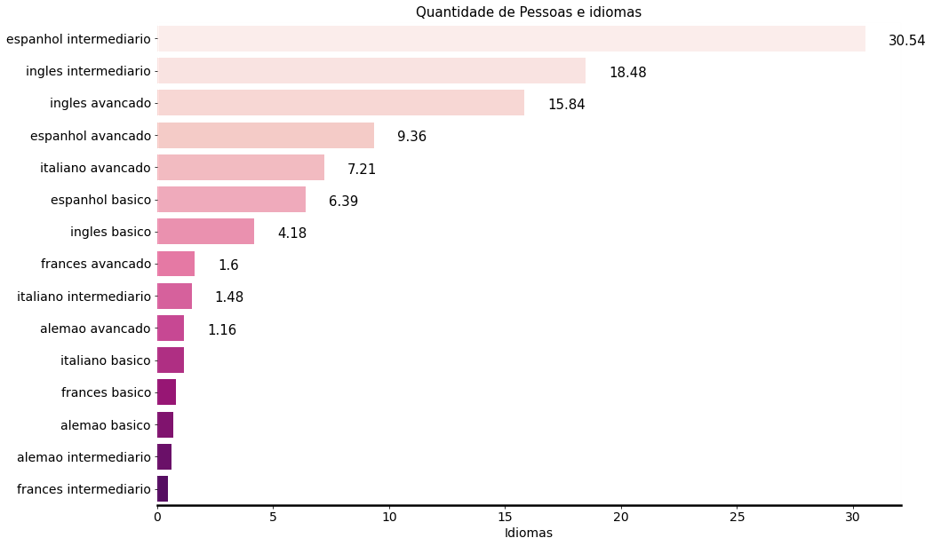 Quantidade de Pessoas e idiomas
espanhol intermediario 30.54
ingles intermediario 18.48
ingles avancado 15.84
espanhol avancado 9.36
italiano avancado 7.21
espanhol basico 6.39
ingles basico 4.18
frances avancado 1.6
italiano intermediario 1.48
alemao avancado 1.16
italiano basico
frances basico
alemao basico
alemao intermediario
frances intermediario
0 5 10 15 20 25 30
Idiomas